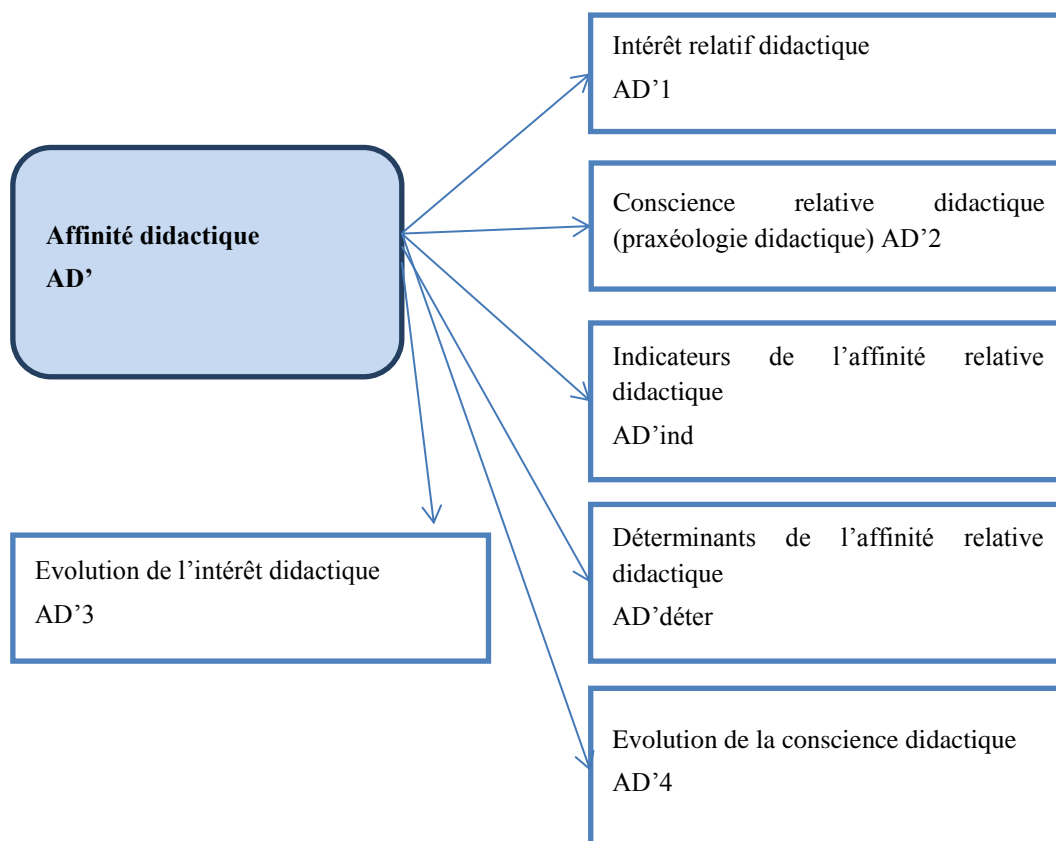 Intérêt relatif didactique
AD’1
Affinité didactique
AD’
Conscience relative didactique
(praxéologie didactique) AD’2
Indicateurs de l’affinité relative
didactique
AD’ind
Déterminants de l’affinité relative
didactique
AD’déter
Evolution de l’intérêt didactique
AD’3
Evolution de la conscience didactique
AD’4